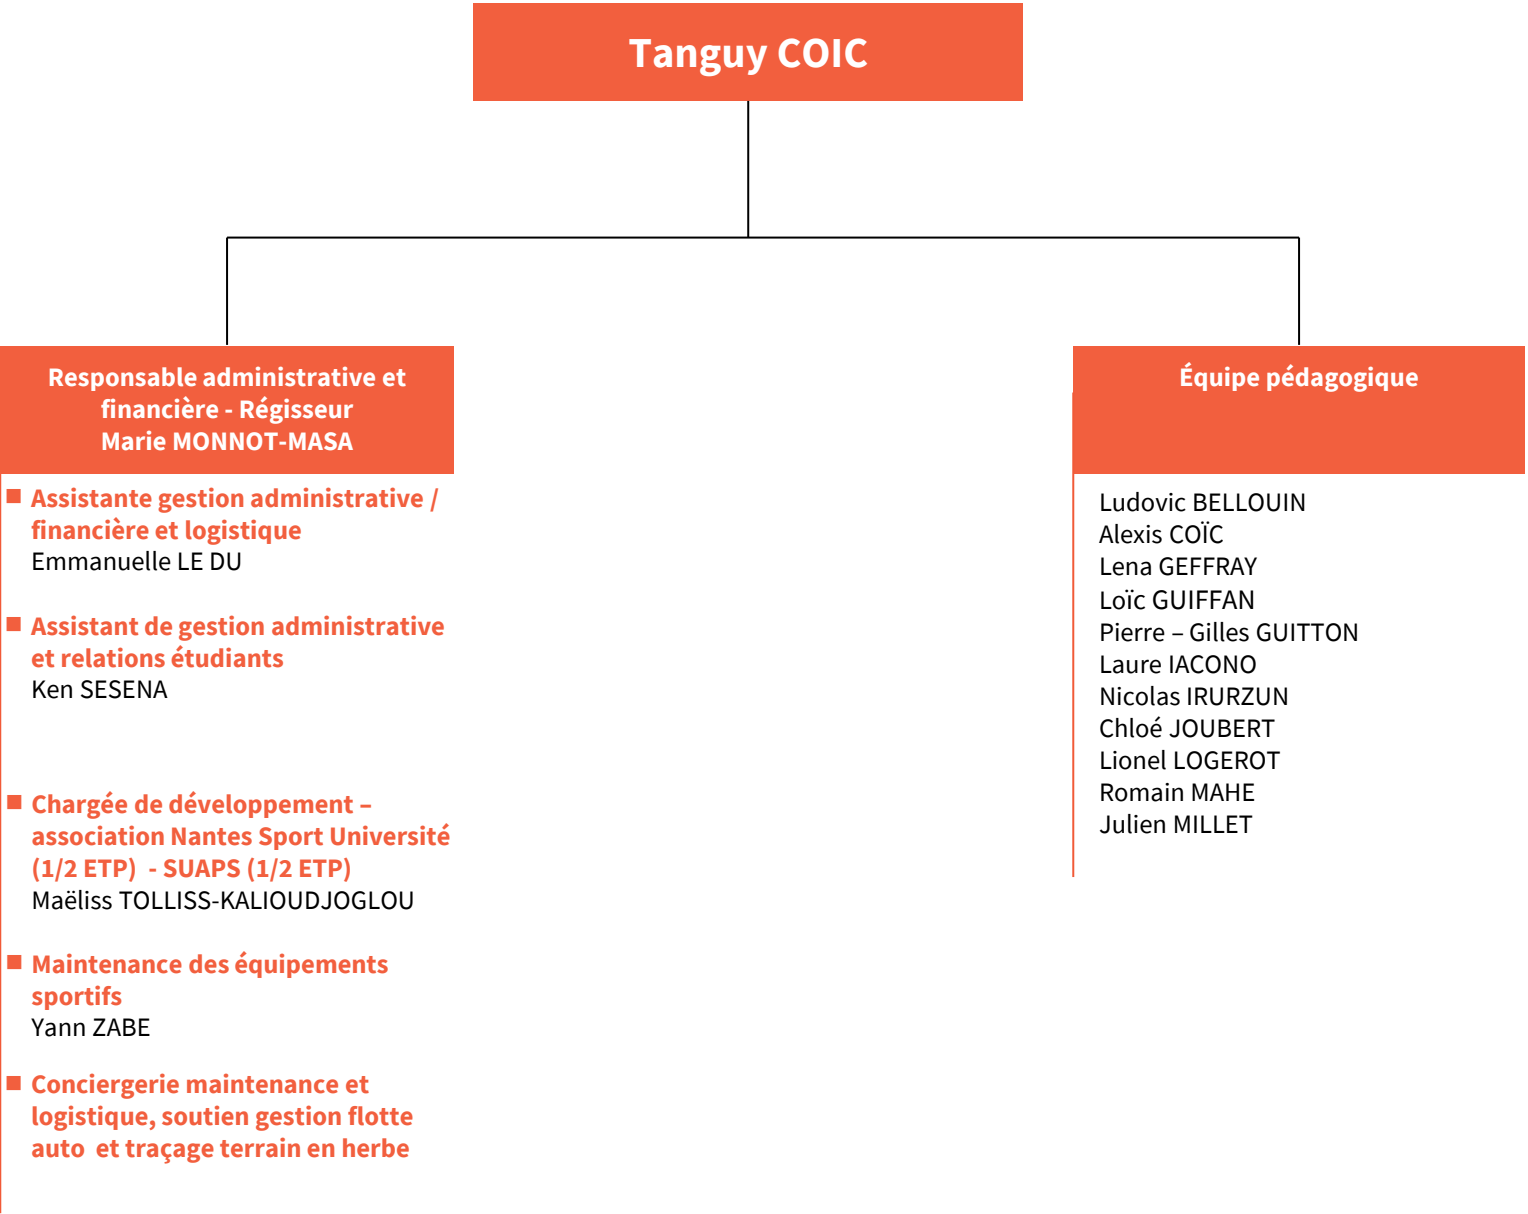 Tanguy COIC
Responsable administrative et
financière - Régisseur
Marie MONNOT-MASA
Assistante gestion administrative /
financière et logistique
Emmanuelle LE DU
Assistant de gestion administrative
et relations étudiants
Ken SESENA
Chargée de développement –
association Nantes Sport Université
(1/2 ETP)  - SUAPS (1/2 ETP)
Maëliss TOLLISS-KALIOUDJOGLOU
Maintenance des équipements
sportifs
Yann ZABE
Conciergerie maintenance et
logistique, soutien gestion flotte
auto  et traçage terrain en herbe
Équipe pédagogique
Ludovic BELLOUIN
Alexis COÏC
Lena GEFFRAY
Loïc GUIFFAN
Pierre – Gilles GUITTON
Laure IACONO
Nicolas IRURZUN
Chloé JOUBERT
Lionel LOGEROT
Romain MAHE
Julien MILLET